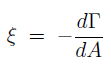 ξ = − dΓ/dA